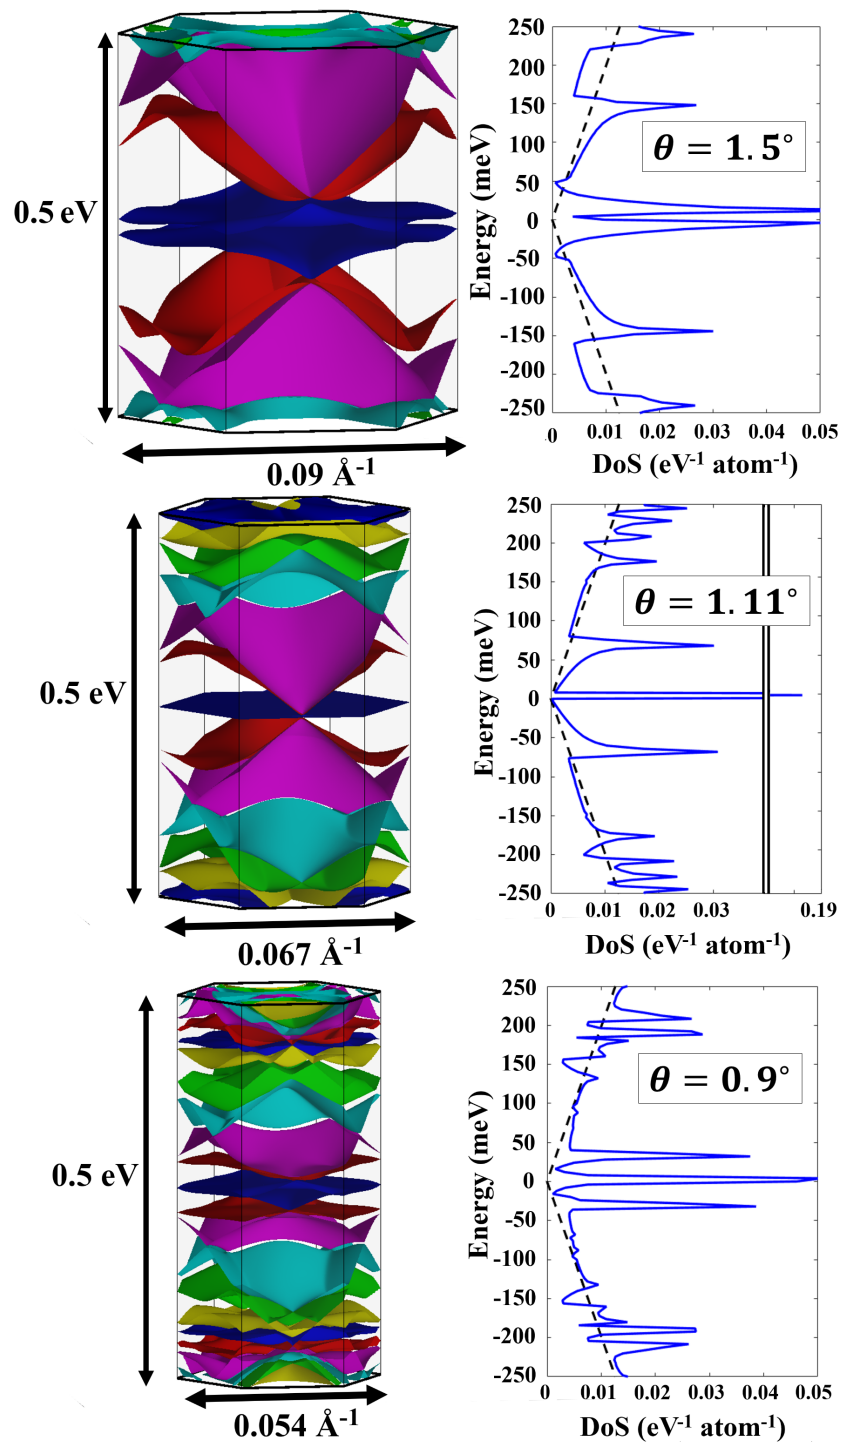 0.5 eV
0.09 Å⁻¹
Energy (meV)
250
200
150
100
50
0
-250
-100
-150
-200
-250
θ = 1.5°
0 0.01 0.02 0.03 0.04 0.05
DoS (eV⁻¹ atom⁻¹)
0.5 eV
0.067 Å⁻¹
Energy (meV)
250
200
150
100
50
0
-50
-100
-150
-200
-250
θ = 1.11°
0 0.01 0.02 0.03 0.19
DoS (eV⁻¹ atom⁻¹)
0.5 eV
0.054 Å⁻¹
Energy (meV)
250
200
150
100
50
0
-50
-100
-150
-200
-250
θ = 0.9°
0 0.01 0.02 0.03 0.04 0.05
DoS (eV⁻¹ atom⁻¹)